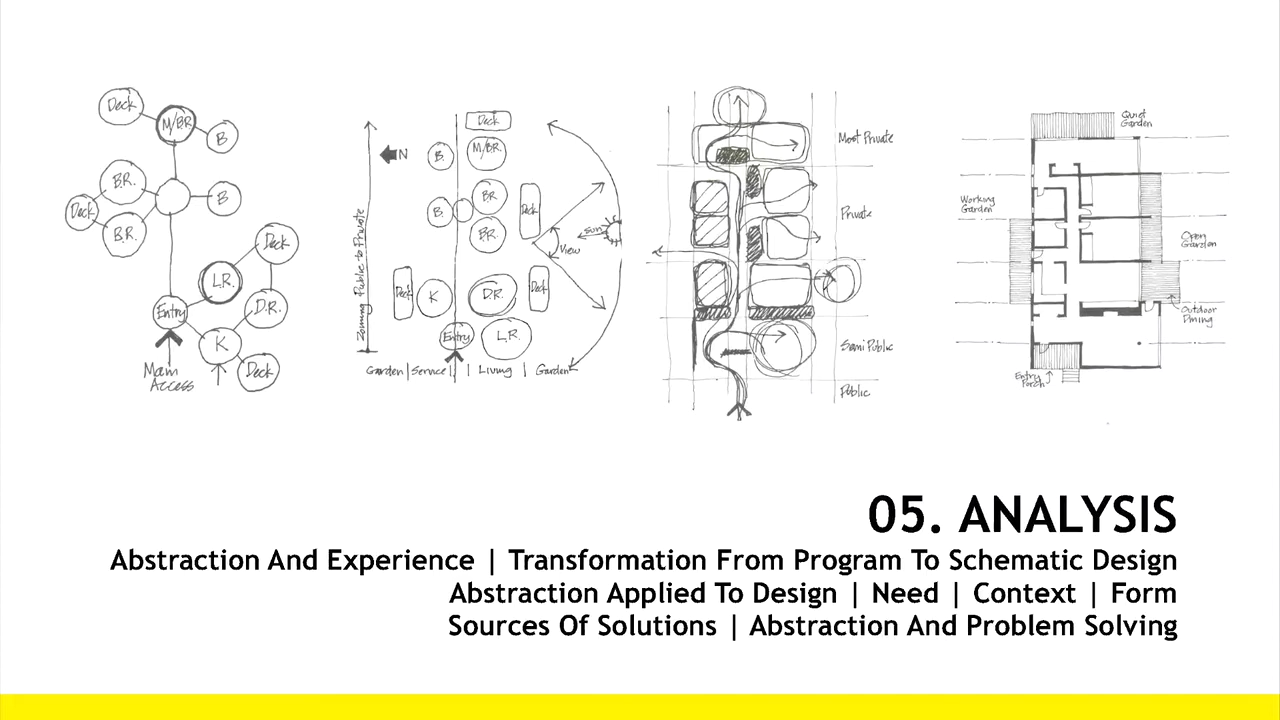 Deck
M/BR
B
B.R.
B
Deck
B.R.
Deck
L.R.
Entry
D.R.
K
Deck
Main
Access
Zoning Public to Private
N
Deck
B
M/BR.
B
BR
Deck
BR.
View
Sun
Deck
K
D.R.
Deck
Entry
L.R.
Garden | Service | | Living | Garden
Most Private
Private
Semi Public
Public
Quiet
Garden
Working
Garden
Open
Garden
Outdoor
Dining
Entry
Porch
05. ANALYSIS
Abstraction And Experience | Transformation From Program To Schematic Design
Abstraction Applied To Design | Need | Context | Form
Sources Of Solutions | Abstraction And Problem Solving